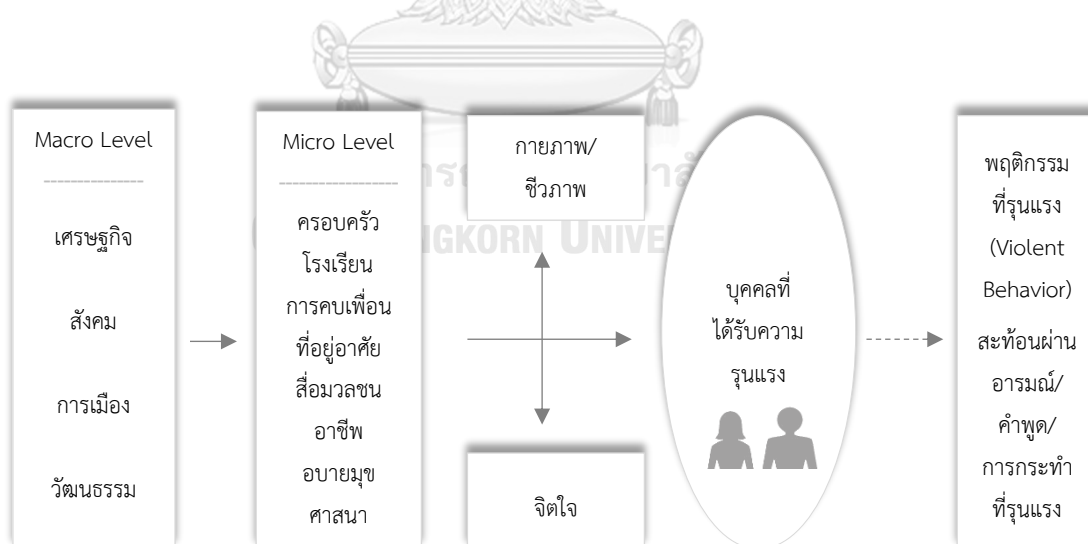 Macro Level
---------------
เศรษฐกิจ
สังคม
การเมือง
วัฒนธรรม
Micro Level
------------------
ครอบครัว
โรงเรียน
การคบเพื่อน
ที่อยู่อาศัย
สื่อมวลชน
อาชีพ
อบายมุข
ศาสนา
กายภาพ/
ชีวภาพ
จิตใจ
บุคคลที่
ได้รับความ
รุนแรง
พฤติกรรม
ที่รุนแรง
(Violent
Behavior)
สะท้อนผ่าน
อารมณ์/
คำพูด/
การกระทำ
ที่รุนแรง